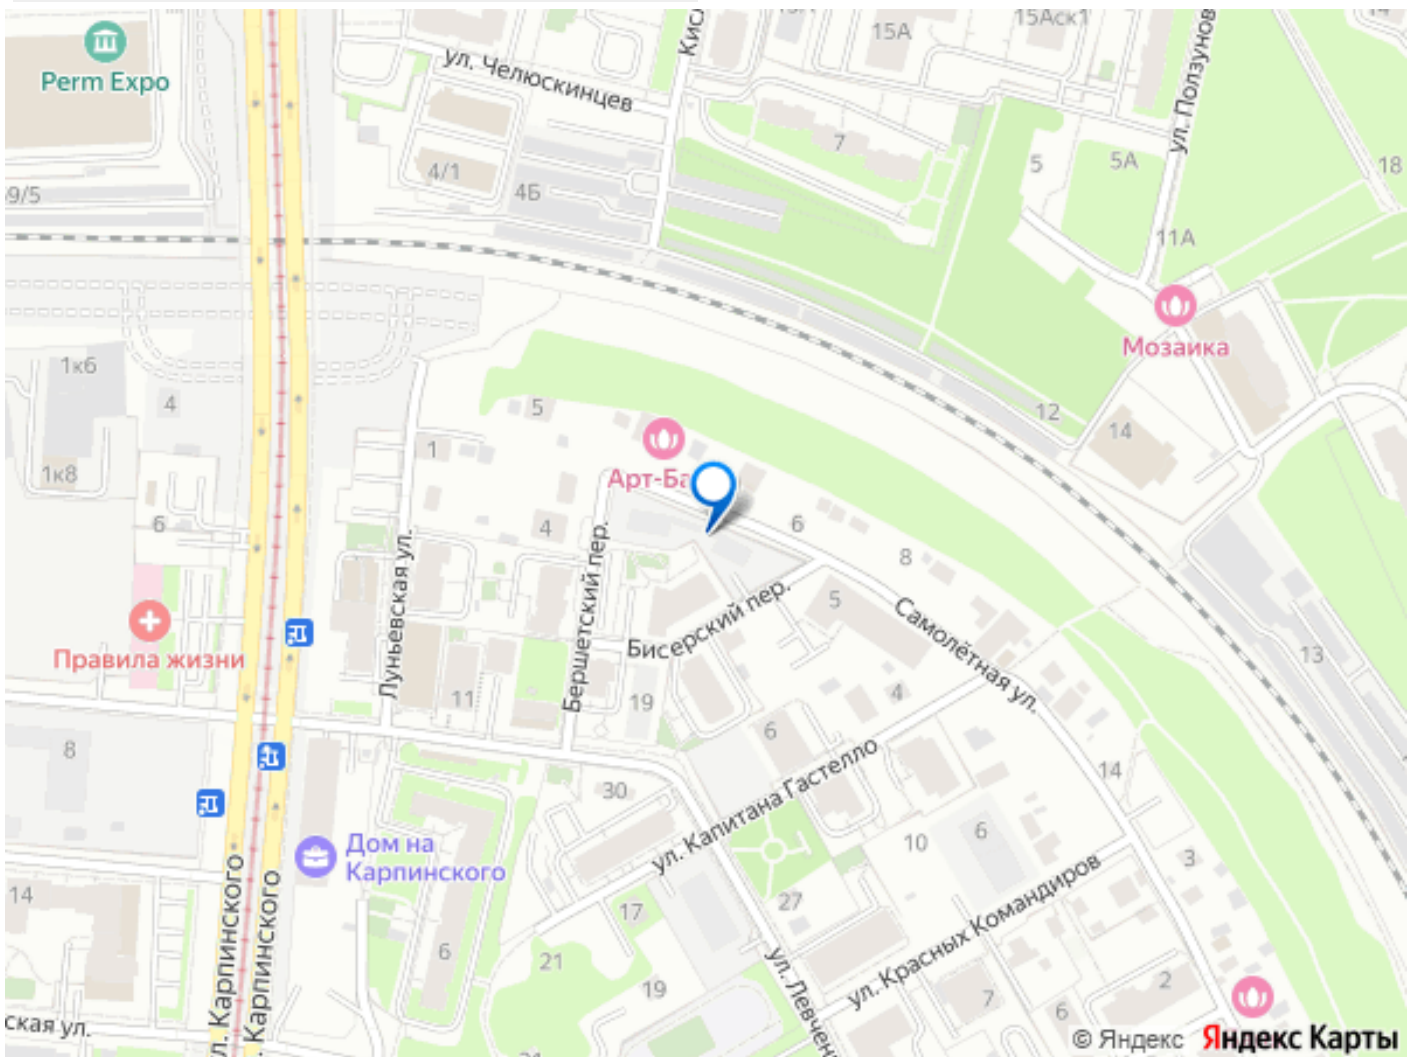 15Аск1
15А
Perm Expo
ул. Челюскинцев
ул. Ползунов
7
4/1
4Б
5
5А
18
9/5
11А
Мозаика
1к6
4
5
12
14
1к8
1
Арт-Ба
6
4
6
8
Луньевская ул.
Бершетский пер.
Бисерский пер.
5
Самолётная ул.
Правила жизни
13
11
19
4
6
8
14
30
ул. Капитана Гастелло
Дом на
Карпинского
10
6
3
14
ул. Карпинского
. Карпинского
17
27
ул. Красных Командиров
6
21
19
ул. Левчен
7
6
2
ская ул.
© Яндекс Яндекс Карты